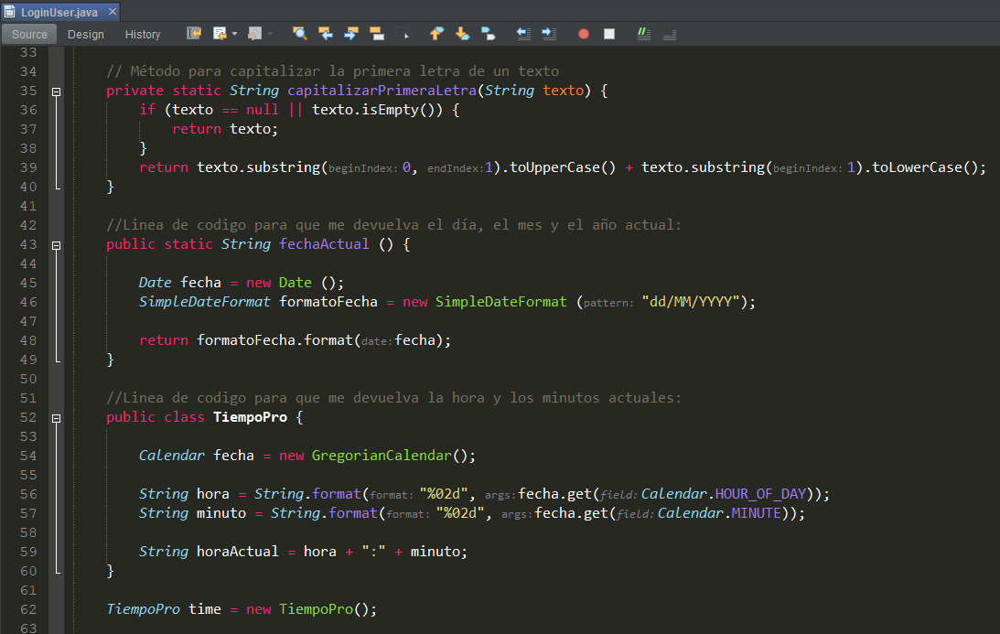 LoginUser.java
Source Design History
33
34 // Método para capitalizar la primera letra de un texto
35 private static String capitalizarPrimeraLetra(String texto) {
36 if (texto == null || texto.isEmpty()) {
37 return texto;
38 }
39 return texto.substring(beginIndex: 0, endIndex:1).toUpperCase() + texto.substring(beginIndex: 1).toLowerCase();
40 }
41
42 //Linea de codigo para que me devuelva el día, el mes y el año actual:
43 public static String fechaActual () {
44
45 Date fecha = new Date ();
46 SimpleDateFormat formatoFecha = new SimpleDateFormat (pattern: "dd/MM/YYYY");
47
48 return formatoFecha.format(date:fecha);
49 }
50
51 //Linea de codigo para que me devuelva la hora y los minutos actuales:
52 public class TiempoPro {
53
54 Calendar fecha = new GregorianCalendar();
55
56 String hora = String.format(format: "%02d", args:fecha.get(field:Calendar.HOUR_OF_DAY));
57 String minuto = String.format(format: "%02d", args:fecha.get(field:Calendar.MINUTE));
58
59 String horaActual = hora + ":" + minuto;
60 }
61
62 TiempoPro time = new TiempoPro();
63